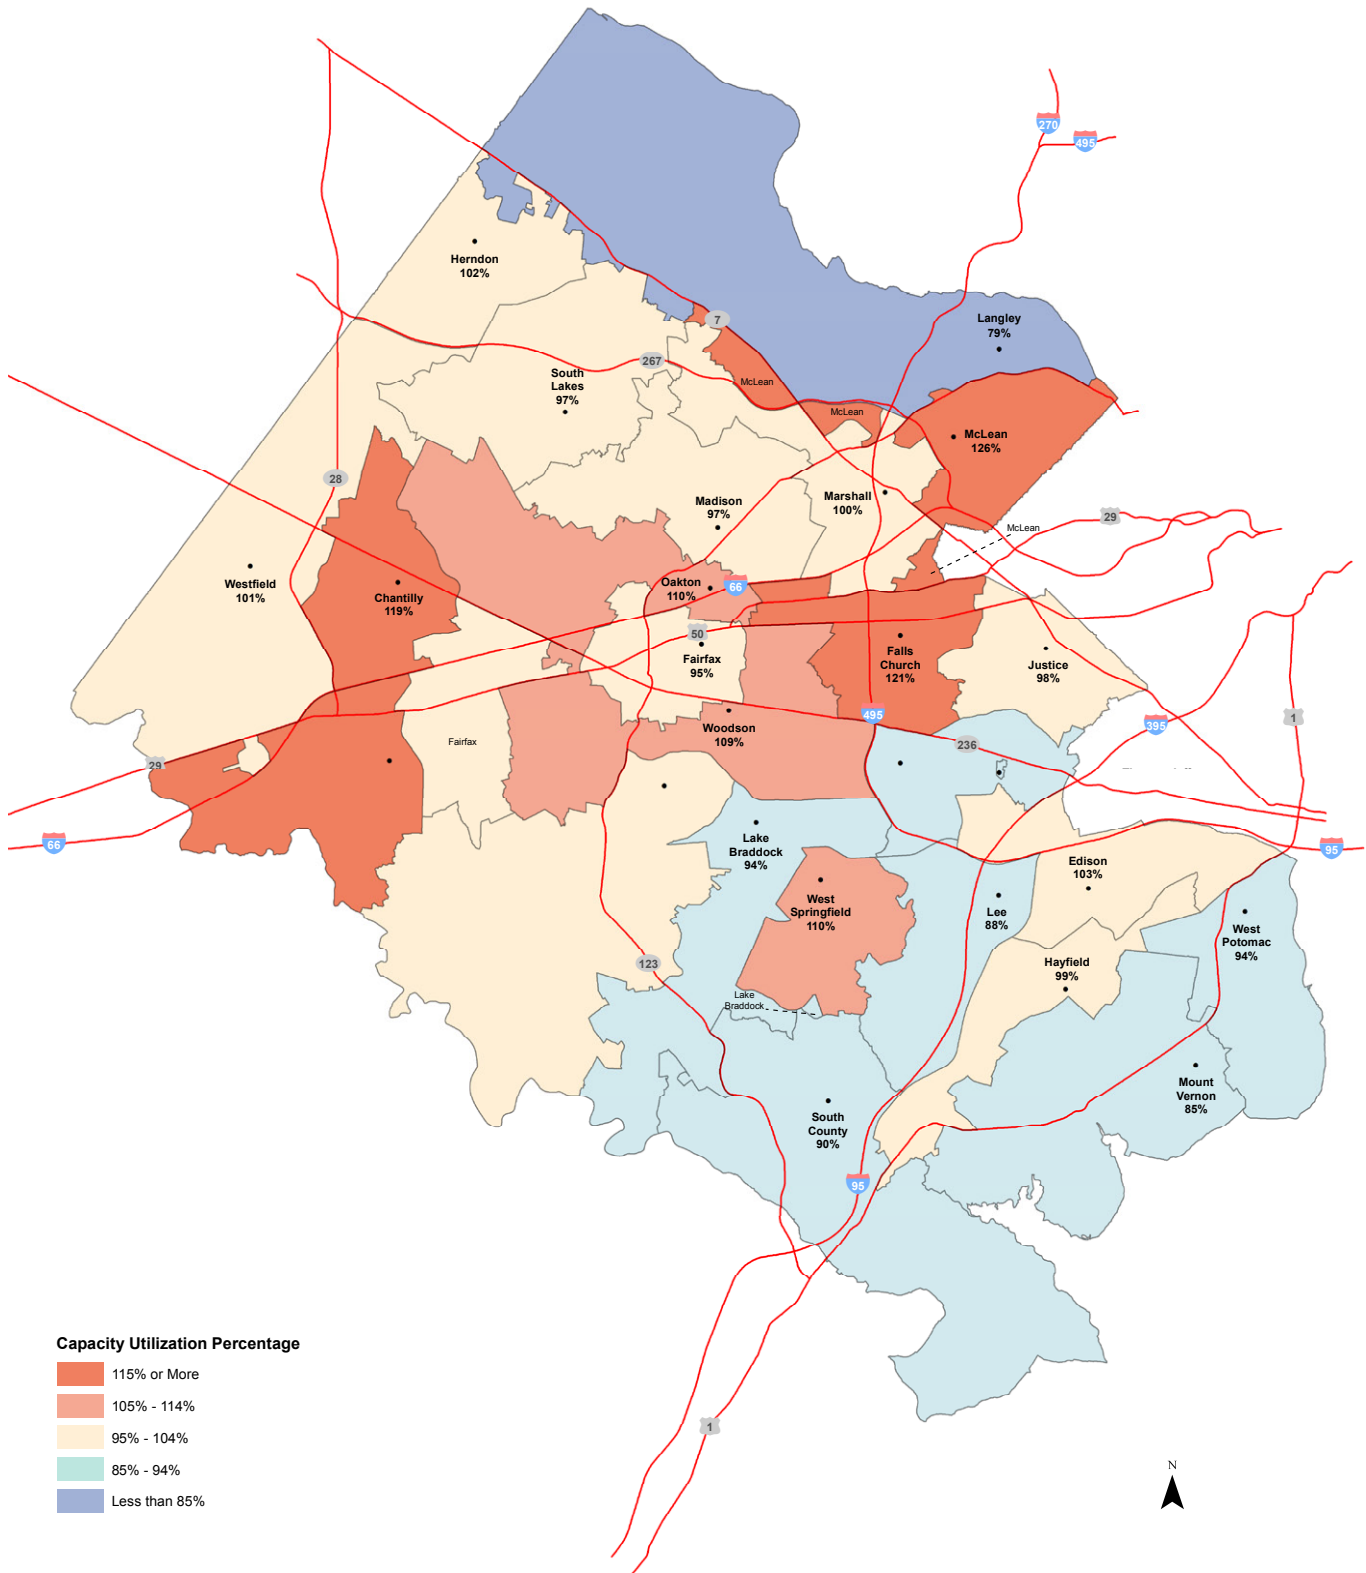 270
495
Herndon
102%
Langley
79%
7
267
South
Lakes
97%
McLean
McLean
McLean
126%
28
Madison
97%
Marshall
100%
29
McLean
Westfield
101%
Chantilly
119%
Oakton
110%
66
50
Fairfax
95%
Falls
Church
121%
Justice
98%
495
395
1
Woodson
109%
236
Fairfax
29
66
95
Lake
Braddock
94%
Edison
103%
West
Springfield
110%
Lee
88%
West
Potomac
94%
123
Hayfield
99%
Lake
Braddock
Mount
Vernon
85%
South
County
90%
95
1
Capacity Utilization Percentage
115% or More
105% - 114%
95% - 104%
85% - 94%
Less than 85%
N